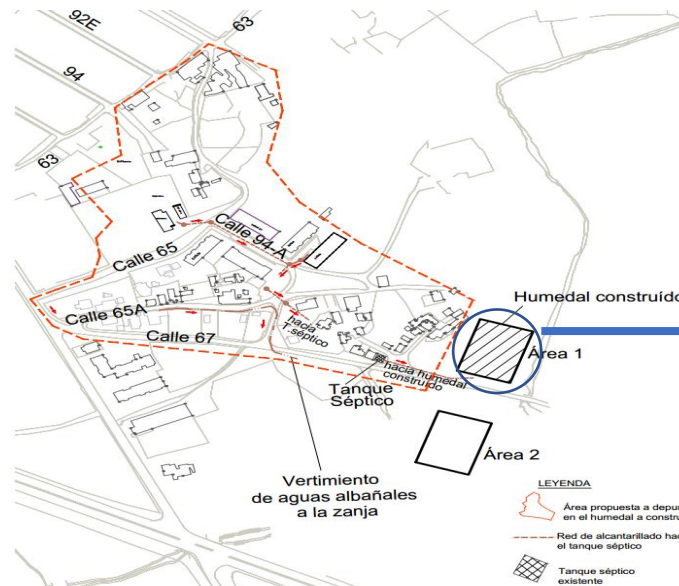 92E
63
94
63
Calle 94-A
Calle 65
Calle 65A
Calle 67
hacia
T.séptico
Humedal construído
Área 1
hacia humedal
construído
Tanque
Séptico
Área 2
Vertimiento
de aguas albañales
a la zanja
LEYENDA
Área propuesta a depu
en el humedal a constru
Red de alcantarillado hac
el tanque séptico
Tanque séptico
existente